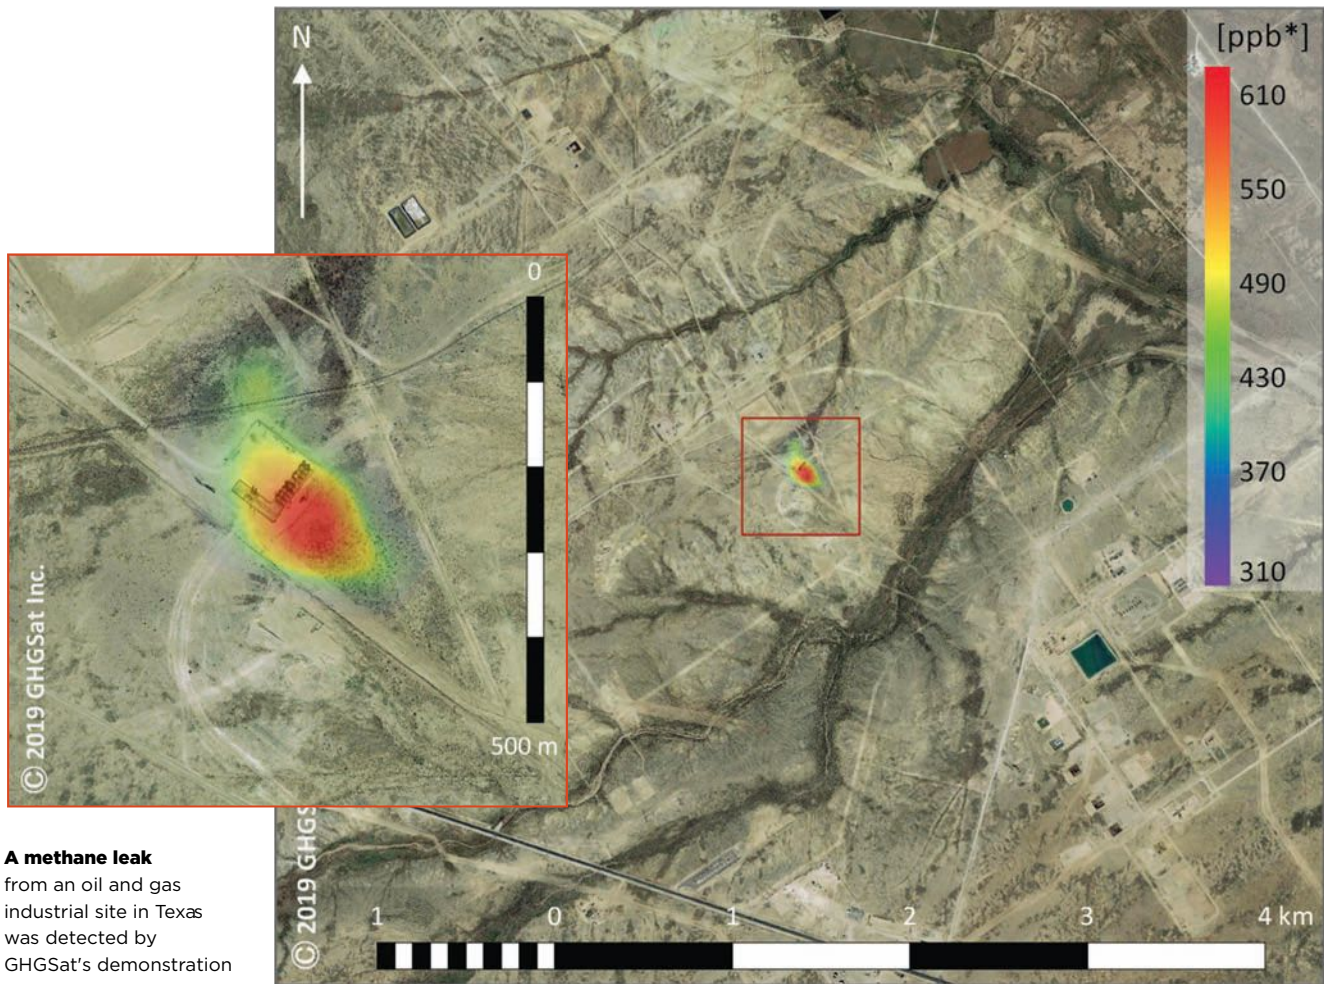 N
[ppb*]
610
550
490
430
370
310
0
500 m
© 2019 GHGSat Inc.
© 2019 GHGS
1 0 1 2 3 4 km
A methane leak
from an oil and gas
industrial site in Texas
was detected by
GHGSat's demonstration